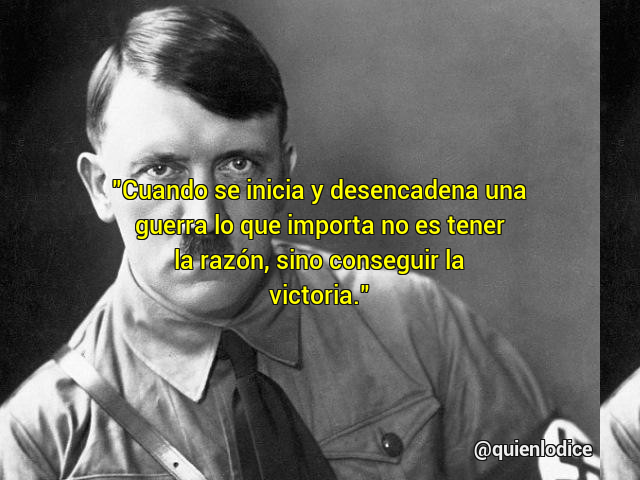 "Cuando se inicia y desencadena una
guerra lo que importa no es tener
la razón, sino conseguir la
victoria."
@quienlodice